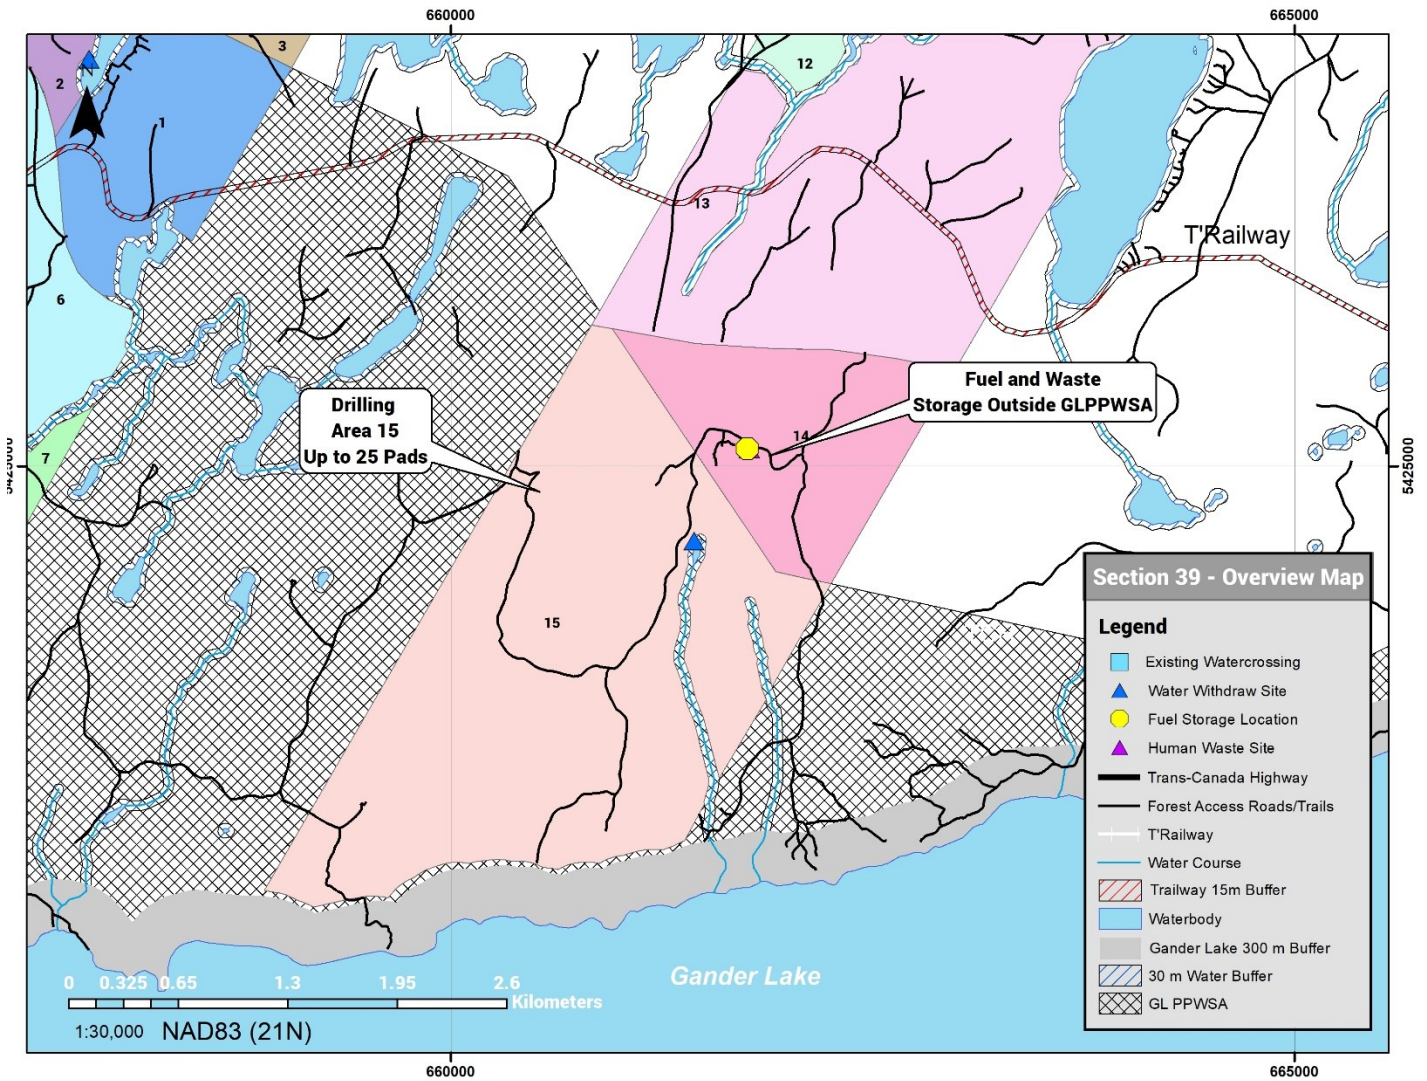 660000
665000
3
12
2
N
1
13
T'Railway
6
Fuel and Waste
Storage Outside GLPPWSA
Drilling
Area 15
Up to 25 Pads
14
7
5425000
5425000
15
Section 39 - Overview Map
Legend
Existing Watercrossing
Water Withdraw Site
Fuel Storage Location
Human Waste Site
Trans-Canada Highway
Forest Access Roads/Trails
T'Railway
Water Course
Trailway 15m Buffer
Waterbody
Gander Lake 300 m Buffer
30 m Water Buffer
GL PPWSA
Gander Lake
0 0.325 0.65 1.3 1.95 2.6
Kilometers
1:30,000 NAD83 (21N)
660000
665000